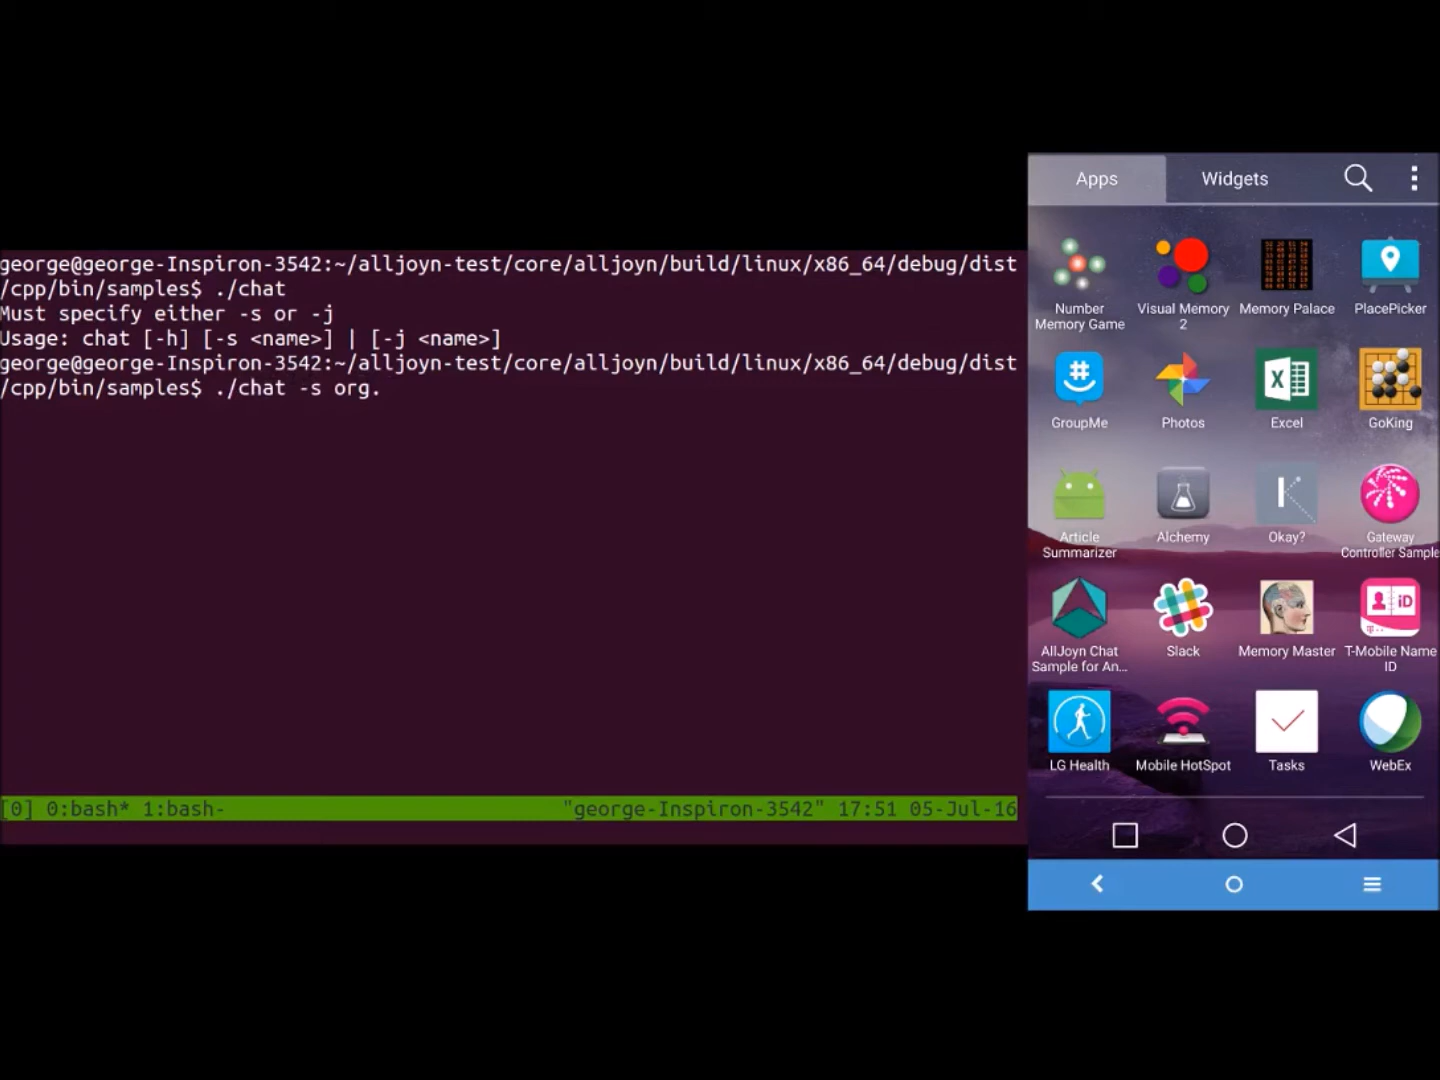 george@george-Inspiron-3542:~/alljoyn-test/core/alljoyn/build/linux/x86_64/debug/dist
/cpp/bin/samples$ ./chat
Must specify either -s or -j
Usage: chat [-h] [-s <name>] | [-j <name>]
george@george-Inspiron-3542:~/alljoyn-test/core/alljoyn/build/linux/x86_64/debug/dist
/cpp/bin/samples$ ./chat -s org.
[0] 0:bash* 1:bash- "george-Inspiron-3542" 17:51 05-Jul-16
Apps Widgets
Number
Memory Game
Visual Memory
2
Memory Palace
PlacePicker
GroupMe
Photos
Excel
GoKing
Article
Summarizer
Alchemy
Okay?
Gateway
Controller Sample
AllJoyn Chat
Sample for An...
Slack
Memory Master
T-Mobile Name
ID
LG Health
Mobile HotSpot
Tasks
WebEx